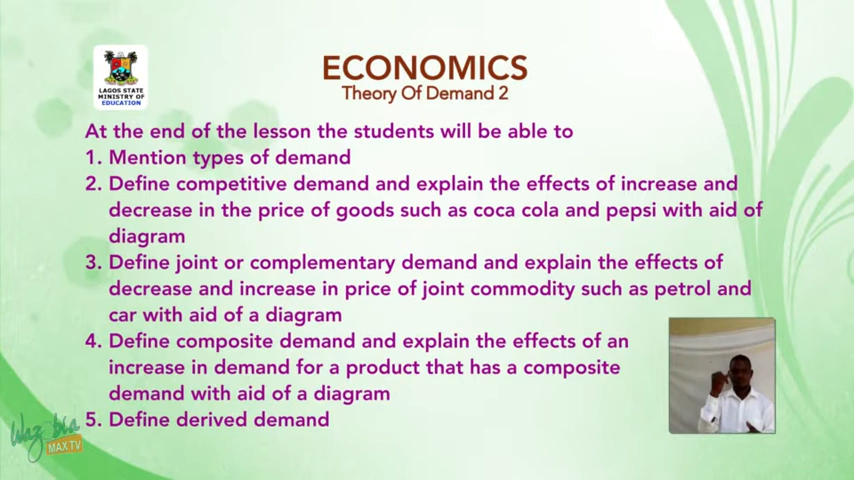 LAGOS STATE
MINISTRY OF
EDUCATION
ECONOMICS
Theory Of Demand 2
At the end of the lesson the students will be able to
1. Mention types of demand
2. Define competitive demand and explain the effects of increase and
decrease in the price of goods such as coca cola and pepsi with aid of
diagram
3. Define joint or complementary demand and explain the effects of
decrease and increase in price of joint commodity such as petrol and
car with aid of a diagram
4. Define composite demand and explain the effects of an
increase in demand for a product that has a composite
demand with aid of a diagram
5. Define derived demand
Wazobia
MAX TV